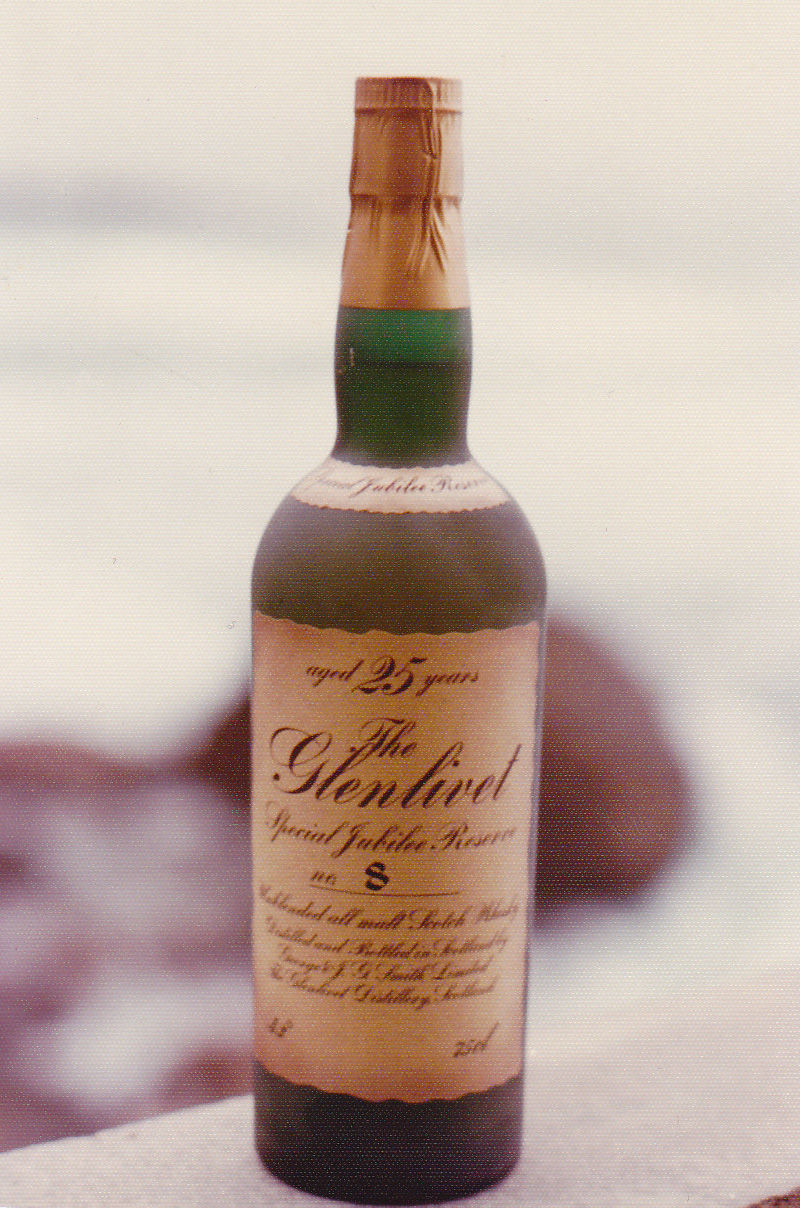 Special Jubilee Reserve
aged 25 years
The
Glenlivet
Special Jubilee Reserve
no. 8
Unblended all malt Scotch Whisky
Distilled and Bottled in Scotland by
George & J. G. Smith Limited
The Glenlivet Distillery, Scotland
75cl